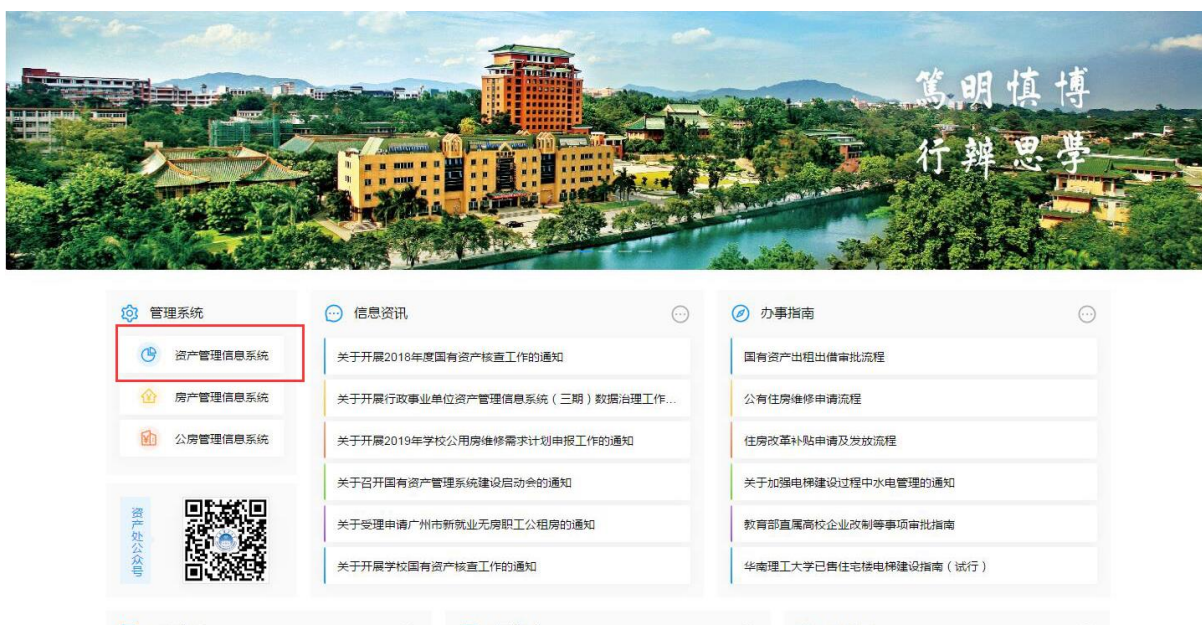 篤明慎博
行辨思學
管理系统
资产管理信息系统
房产管理信息系统
公房管理信息系统
资产处公众号
信息资讯
关于开展2018年度国有资产核查工作的通知
关于开展行政事业单位资产管理信息系统（三期）数据治理工作...
关于开展2019年学校公用房维修需求计划申报工作的通知
关于召开国有资产管理系统建设启动会的通知
关于受理申请广州市新就业无房职工公租房的通知
关于开展学校国有资产核查工作的通知
办事指南
国有资产出租出借审批流程
公有住房维修申请流程
住房改革补贴申请及发放流程
关于加强电梯建设过程中水电管理的通知
教育部直属高校企业改制等事项审批指南
华南理工大学已售住宅楼电梯建设指南（试行）